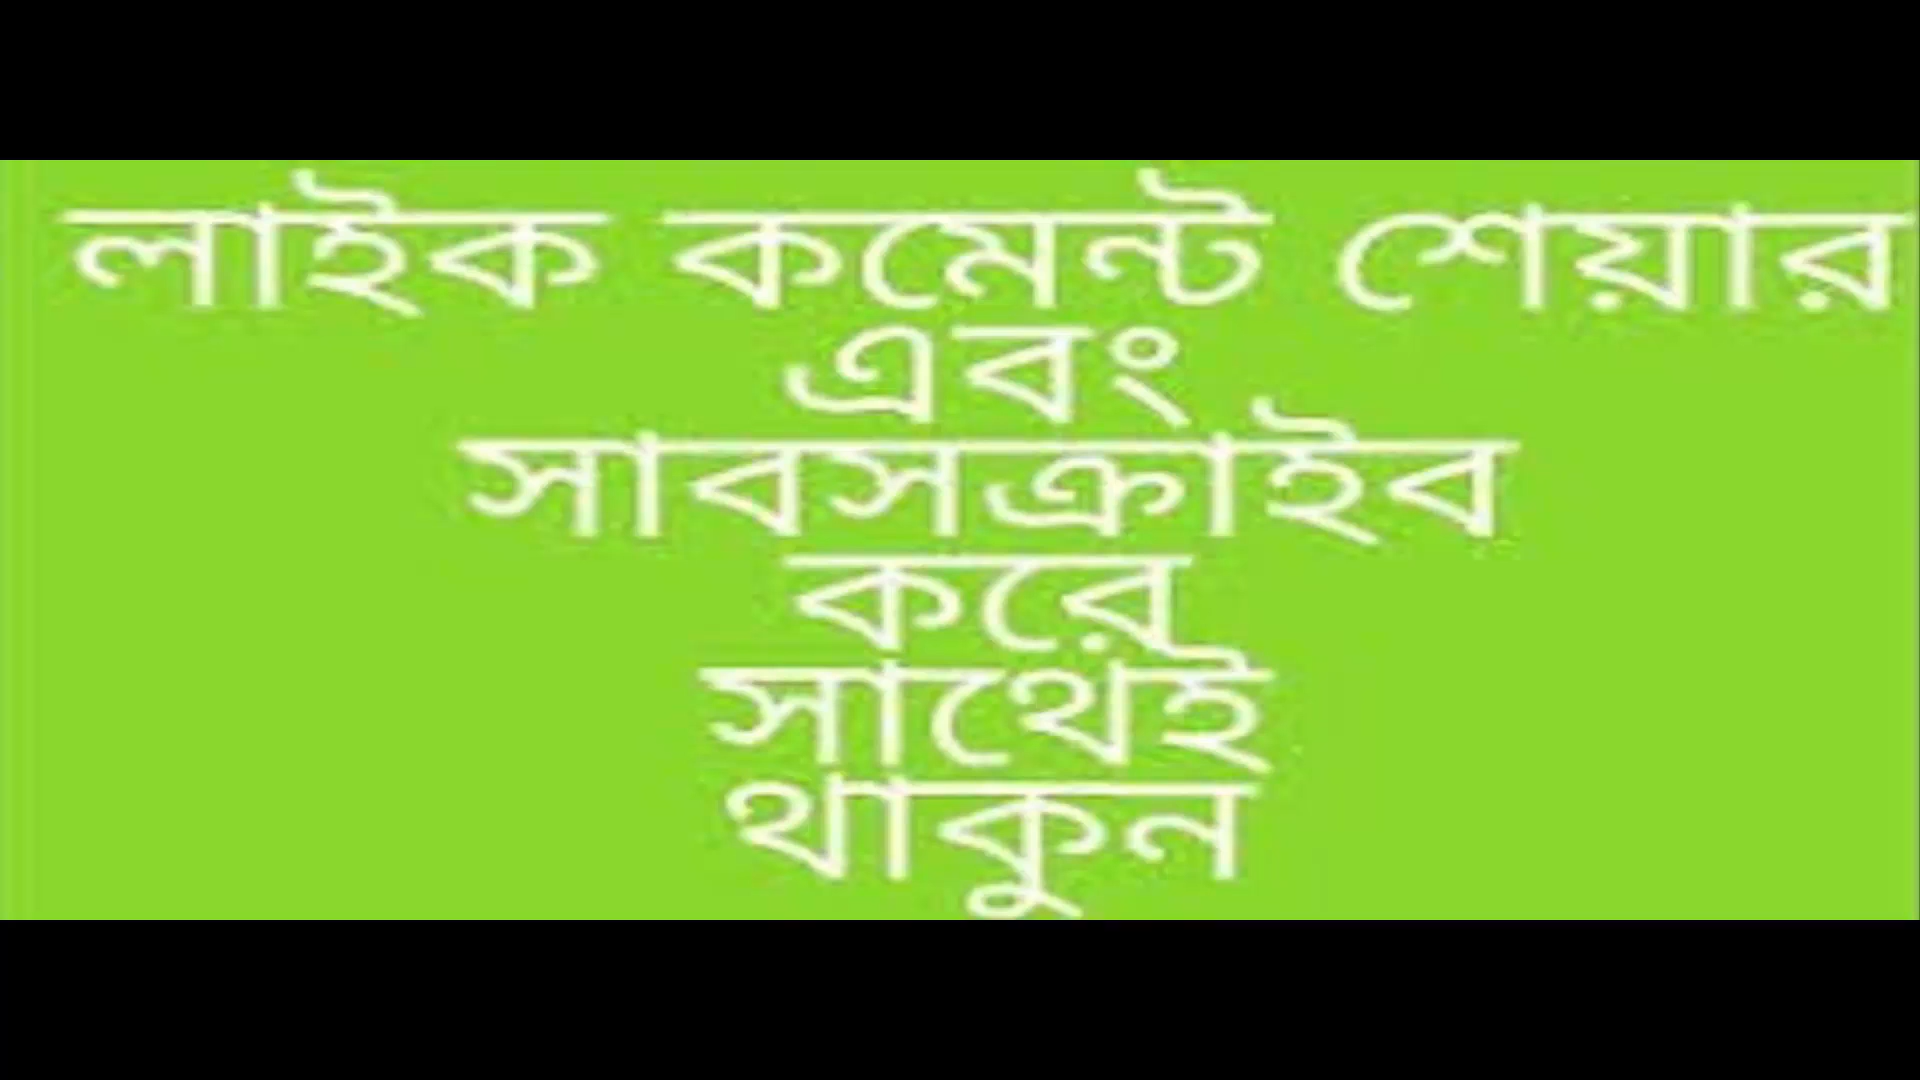 লাইক কমেন্ট শেয়ার
এবং
সাবসক্রাইব
করে
সাথেই
থাকুন